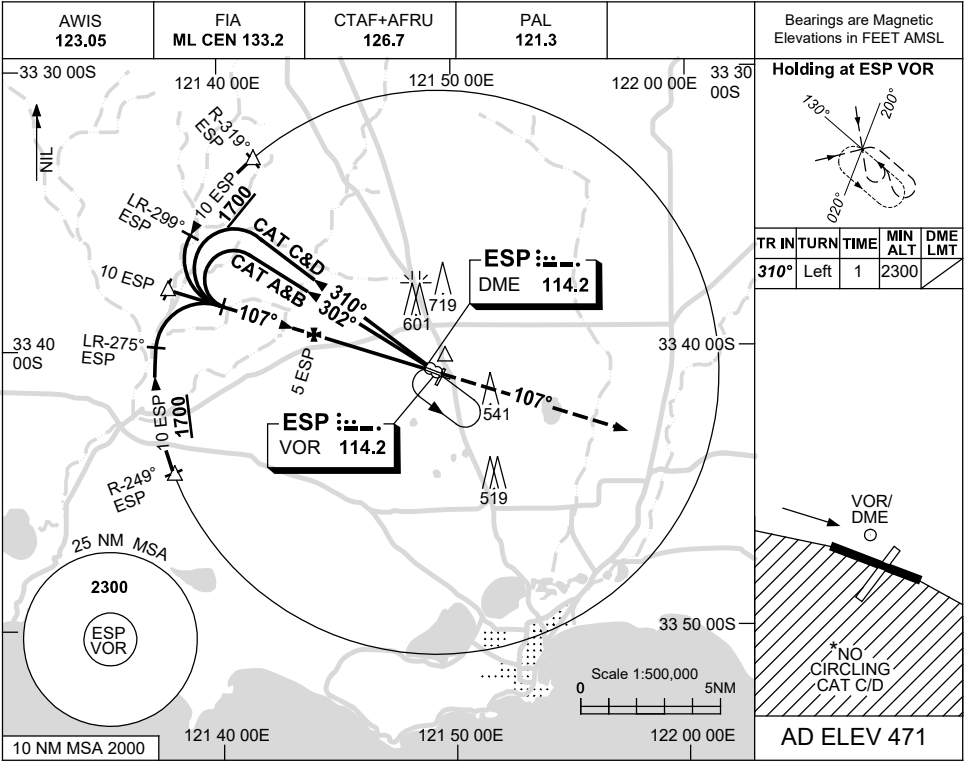 AWIS
123.05
FIA
ML CEN 133.2
CTAF+AFRU
126.7
PAL
121.3
Bearings are Magnetic
Elevations in FEET AMSL
33 30 00S
121 40 00E
121 50 00E
122 00 00E
33 30
00S
NIL
R-319°
ESP
10 ESP
1700
LR-299°
ESP
CAT C&D
CAT A&B
310°
302°
10 ESP
107°
5 ESP
LR-275°
ESP
10 ESP
1700
R-249°
ESP
33 40
00S
33 40 00S
ESP
DME 114.2
719
601
ESP
VOR 114.2
541
107°
519
25 NM MSA
2300
ESP
VOR
33 50 00S
Scale 1:500,000
0
5NM
10 NM MSA 2000
121 40 00E
121 50 00E
122 00 00E
Holding at ESP VOR
130°
200°
020°
TR IN TURN TIME MIN ALT DME LMT
310° Left 1 2300
VOR/
DME
*NO
CIRCLING
CAT C/D
AD ELEV 471